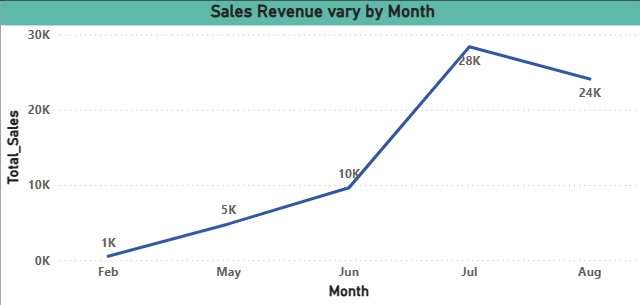 Sales Revenue vary by Month
30K
28K
20K
24K
Total_Sales
10K
10K
5K
1K
0K
Feb May Jun Jul Aug
Month